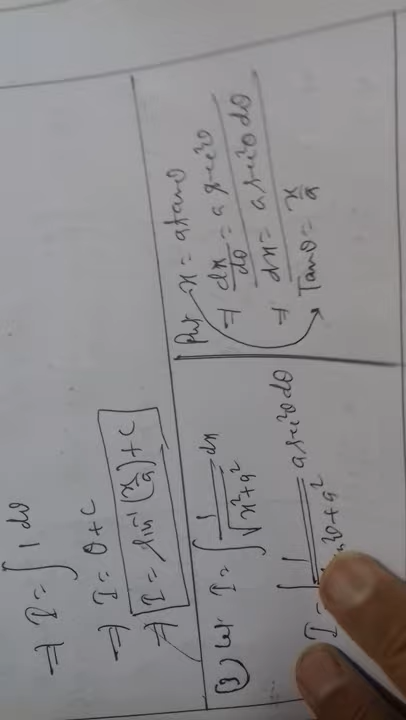 ⇒ I = ∫ 1 dθ
⇒ I = θ + C
⇒ I = sin⁻¹(x/a) + C
(3) Let I = ∫ 1/√(x²+a²) dx
I = ∫ 1/ ²θ + a² a sec²θ dθ
Put x = a tanθ
⇒ dx/dθ = a sec²θ
⇒ dx = a sec²θ dθ
Tanθ = x/a